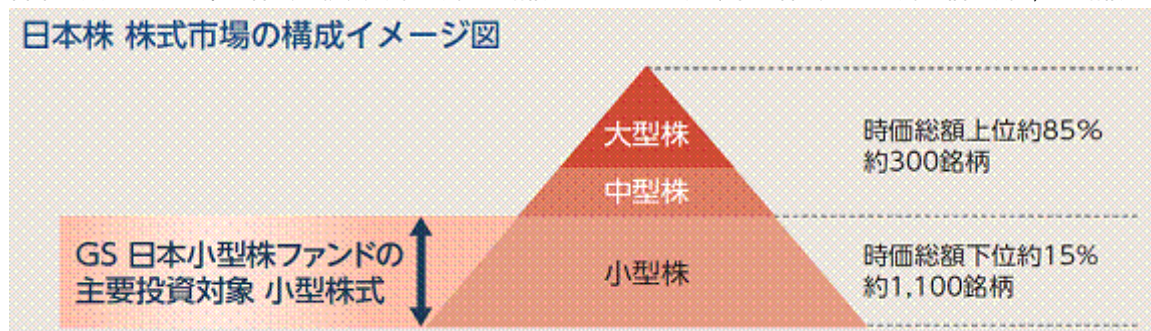 日本株 株式市場の構成イメージ図
大型株
時価総額上位約85%
約300銘柄
中型株
GS 日本小型株ファンドの
主要投資対象 小型株式
小型株
時価総額下位約15%
約1,100銘柄